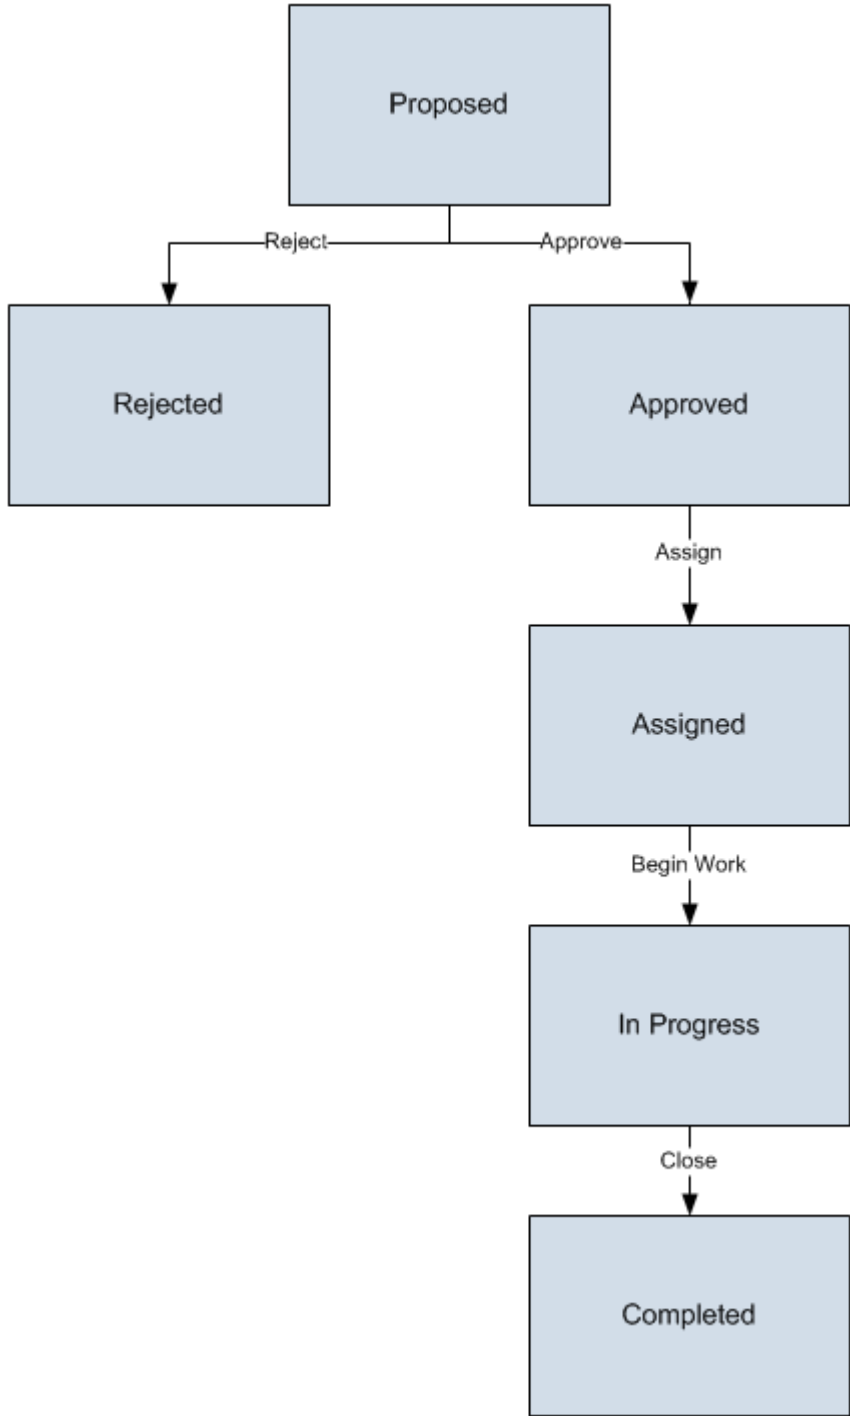 Proposed
Reject
Approve
Rejected
Approved
Assign
Assigned
Begin Work
In Progress
Close
Completed